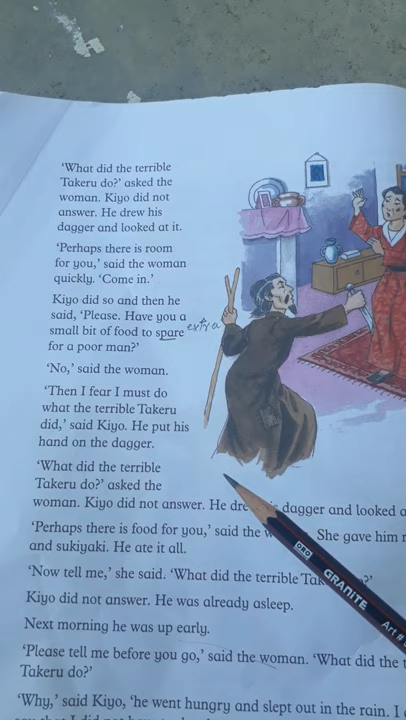 ‘What did the terrible
Takeru do?’ asked the
woman. Kiyo did not
answer. He drew his
dagger and looked at it.
‘Perhaps there is room
for you,’ said the woman
quickly. ‘Come in.’
Kiyo did so and then he
said, ‘Please. Have you a
small bit of food to spare
extra
for a poor man?’
‘No,’ said the woman.
‘Then I fear I must do
what the terrible Takeru
did,’ said Kiyo. He put his
hand on the dagger.
‘What did the terrible
Takeru do?’ asked the
woman. Kiyo did not answer. He dagger and looked
‘Perhaps there is food for you,’ said the She gave him
and sukiyaki. He ate it all.
‘Now tell me,’ she said. ‘What did the terrible
Kiyo did not answer. He was already asleep.
Next morning he was up early.
‘Please tell me before you go,’ said the woman. ‘What did the
Takeru do?’
‘Why,’ said Kiyo, ‘he went hungry and slept out in the rain. I
that I did not
GRANITE
Art #